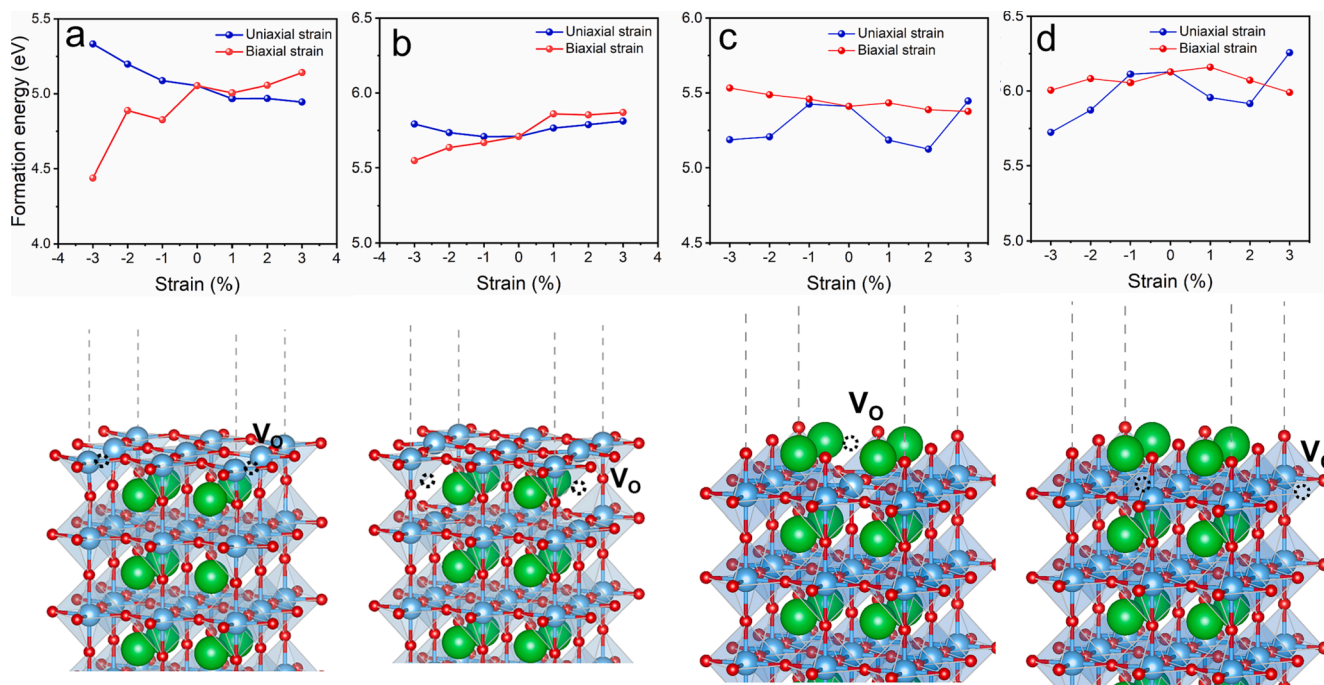 a
Uniaxial strain
Biaxial strain
Formation energy (eV)
5.5
5.0
4.5
4.0
-4 -3 -2 -1 0 1 2 3 4
Strain (%)
b
Uniaxial strain
Biaxial strain
6.5
6.0
5.5
5.0
-4 -3 -2 -1 0 1 2 3 4
Strain (%)
c
Uniaxial strain
Biaxial strain
6.0
5.5
5.0
4.5
-3 -2 -1 0 1 2 3
Strain (%)
d
Uniaxial strain
Biaxial strain
6.5
6.0
5.5
5.0
-3 -2 -1 0 1 2 3
Strain (%)
VO
VO
VO
V